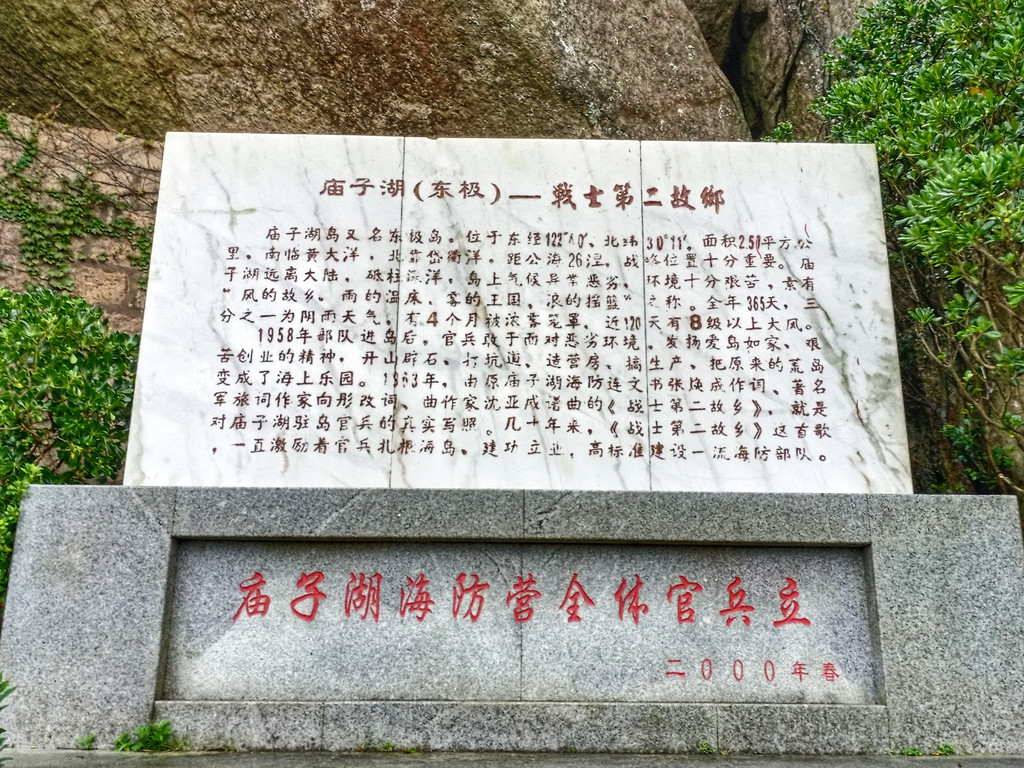 庙子湖(东极)—戦士第二故鄉
庙子湖岛又名东极岛。位于东经122°40′、北纬30°11′。面积2.50平方公
里。南临黄大洋,北靠岱衢洋,距公海26浬,战略位置十分重要。庙
子湖远离大陆,砥柱海洋,岛上气候异常恶劣,环境十分艰苦,素有
“风的故乡,雨的温床、雾的王国、浪的摇篮”之称。全年365天,三
分之一为阴雨天气,有4个月被浓雾笼罩,近120天有8级以上大风。
1958年部队进岛后,官兵敢于面对恶劣环境,发扬爱岛如家、艰
苦创业的精神,开山辟石、打坑道、造营房、搞生产、把原来的荒岛
变成了海上乐园。1963年,由原庙子湖海防连文书张焕成作词、著名
军旅词作家向彤改词、曲作家沈亚威谱曲的《战士第二故乡》,就是
对庙子湖驻岛官兵的真实写照。几十年来,《战士第二故乡》这首歌
,一直激励着官兵扎根海岛、建功立业,高标准建设一流海防部队。
庙子湖海防营全体官兵立
二〇〇〇年春